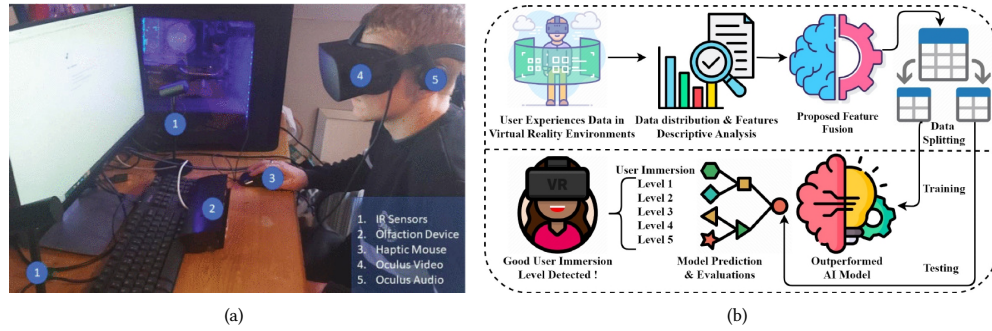 4
5
1
3
2
1
1. IR Sensors
2. Olfaction Device
3. Haptic Mouse
4. Oculus Video
5. Oculus Audio
(a)
User Experiences Data in
Virtual Reality Environments
Data distribution & Features
Descriptive Analysis
Proposed Feature
Fusion
Data
Splitting
User Immersion
Level 1
Level 2
Level 3
Level 4
Level 5
VR
Training
Good User Immersion
Level Detected !
Model Prediction
& Evaluations
Outperformed
AI Model
Testing
(b)